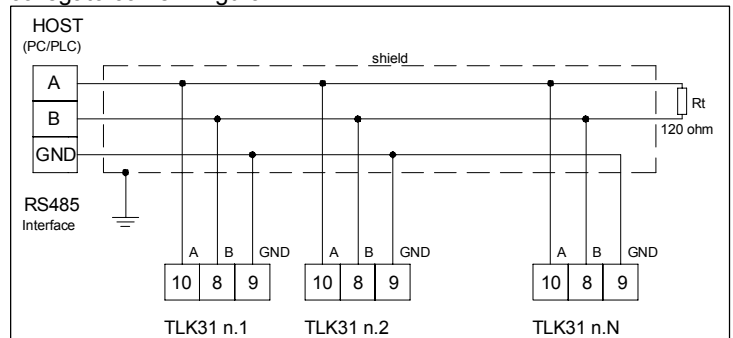 HOST
(PC/PLC)
shield
A
B
GND
Rt
120 ohm
RS485
Interface
A B GND
10 8 9
TLK31 n.1
A B GND
10 8 9
TLK31 n.2
A B GND
10 8 9
TLK31 n.N